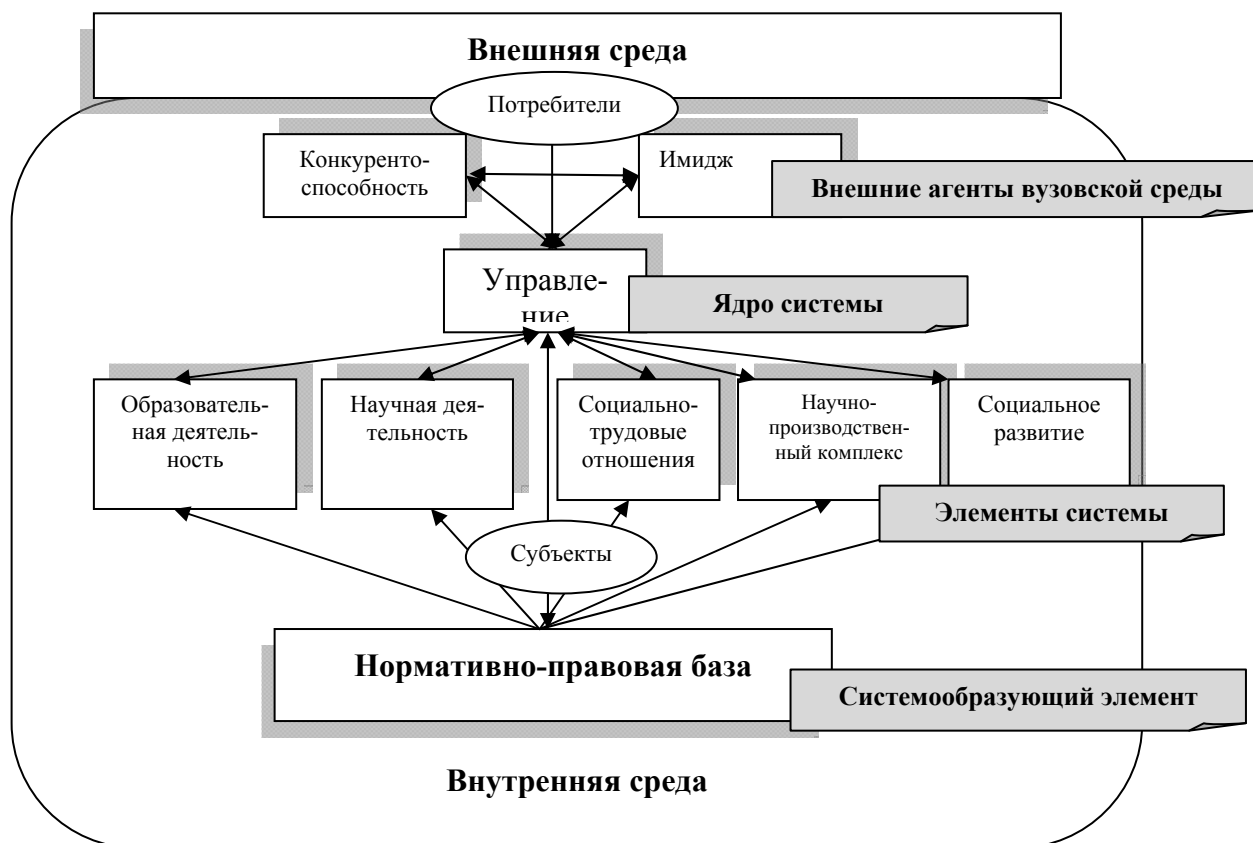 Внешняя среда
Потребители
Конкуренто-
способность
Имидж
Внешние агенты вузовской среды
Управле-
ние
Ядро системы
Образователь-
ная деятель-
ность
Научная дея-
тельность
Социально-
трудовые
отношения
Научно-
производствен-
ный комплекс
Социальное
развитие
Элементы системы
Субъекты
Нормативно-правовая база
Системообразующий элемент
Внутренняя среда